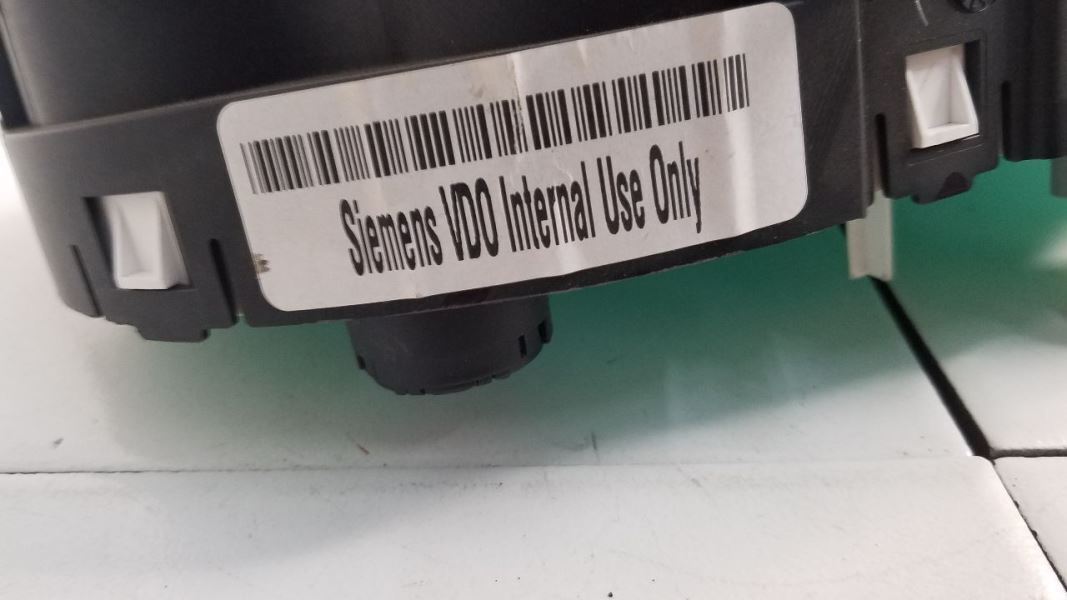 Siemens VDO Internal Use Only